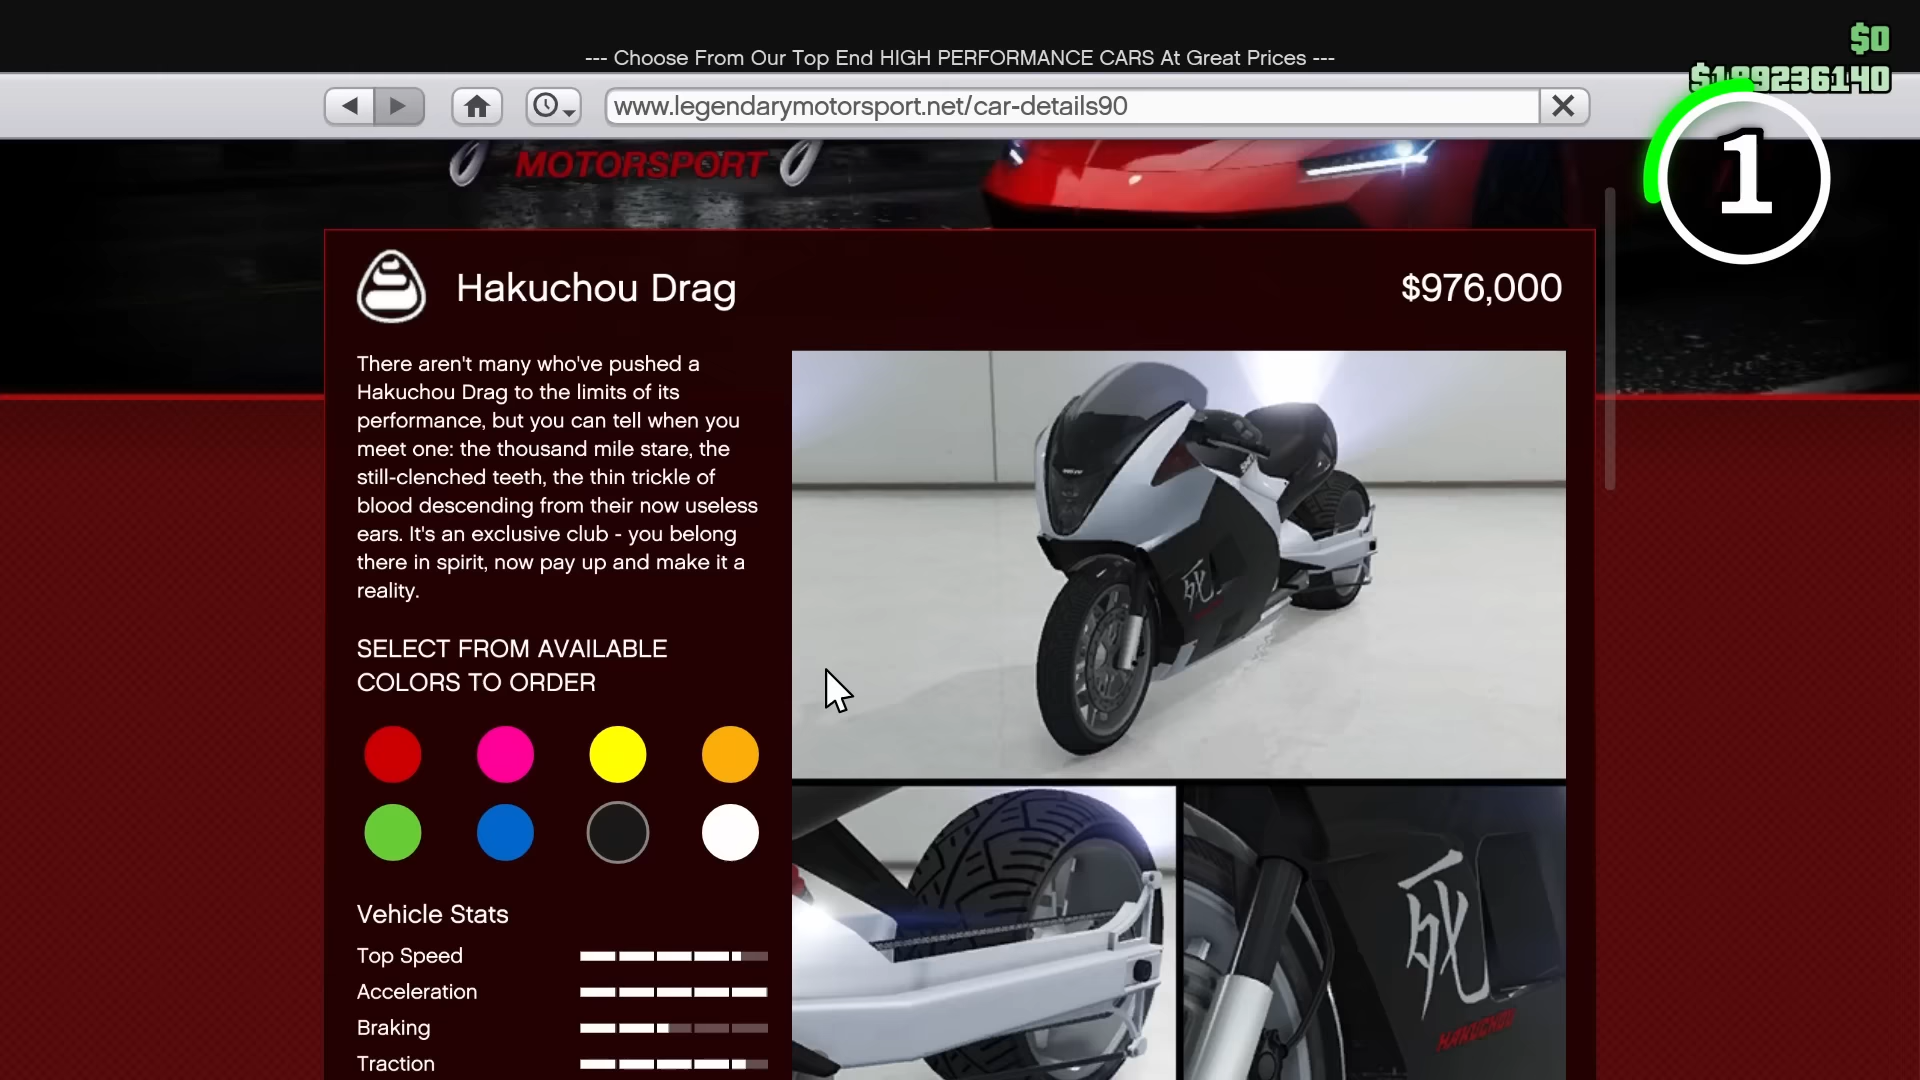 $0
--- Choose From Our Top End HIGH PERFORMANCE CARS At Great Prices ---
www.legendarymotorsport.net/car-details90
1
MOTORSPORT
Hakuchou Drag
$976,000
There aren't many who've pushed a
Hakuchou Drag to the limits of its
performance, but you can tell when you
meet one: the thousand mile stare, the
still-clenched teeth, the thin trickle of
blood descending from their now useless
ears. It's an exclusive club - you belong
there in spirit, now pay up and make it a
reality.
SELECT FROM AVAILABLE
COLORS TO ORDER
死
死
HAKUCHOU
Vehicle Stats
Top Speed
Acceleration
Braking
Traction